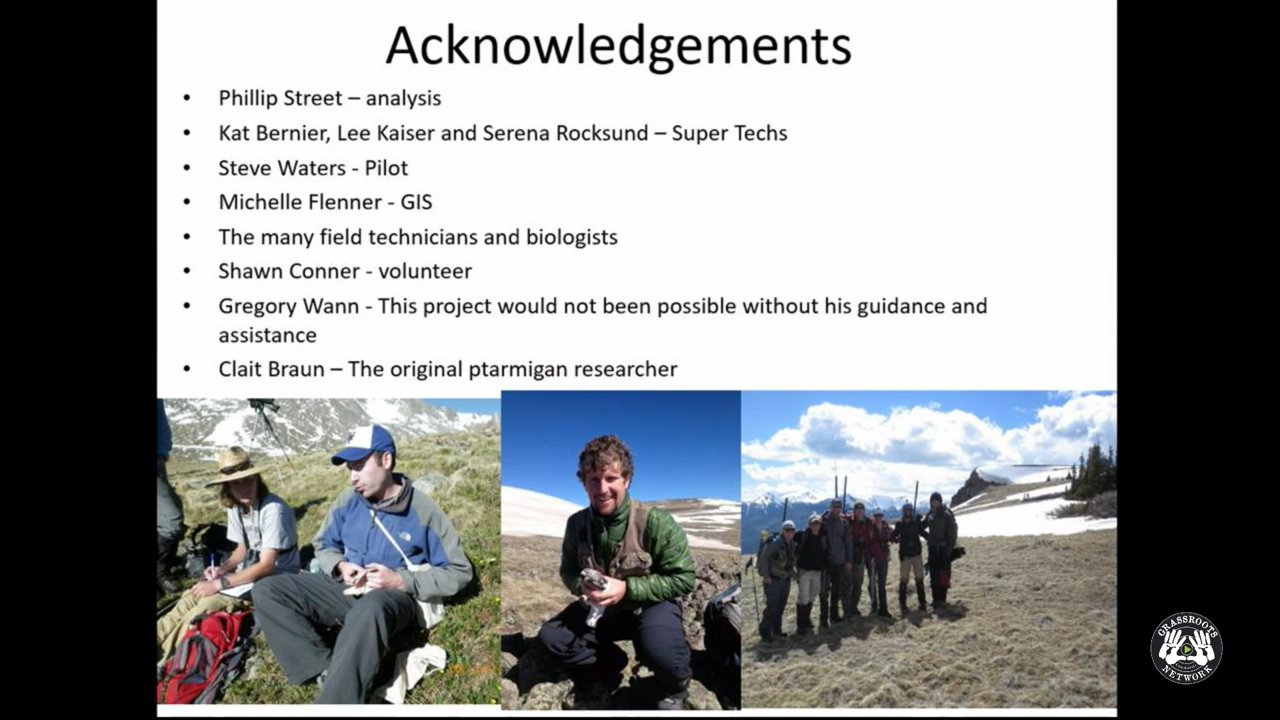 Acknowledgements
• Phillip Street – analysis
• Kat Bernier, Lee Kaiser and Serena Rocksund – Super Techs
• Steve Waters - Pilot
• Michelle Flenner - GIS
• The many field technicians and biologists
• Shawn Conner - volunteer
• Gregory Wann - This project would not been possible without his guidance and
assistance
• Clait Braun – The original ptarmigan researcher
GRASSROOTS
NETWORK